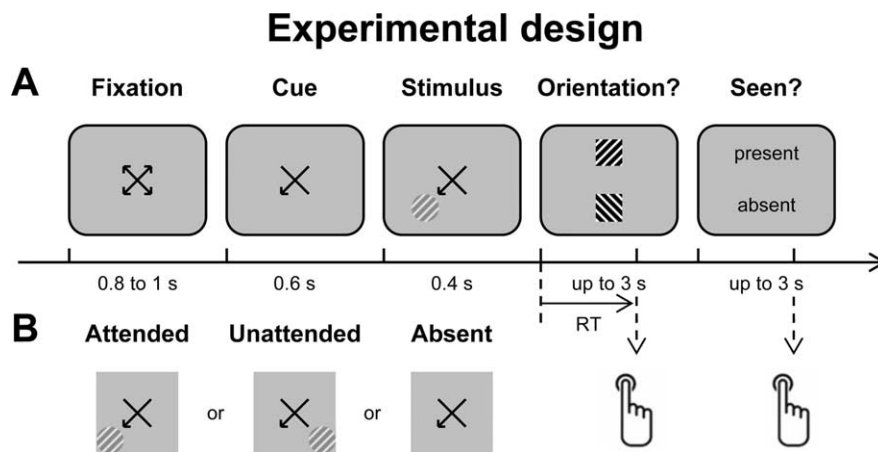 Experimental design
A
Fixation Cue Stimulus Orientation? Seen?
present
absent
0.8 to 1 s 0.6 s 0.4 s up to 3 s up to 3 s
RT
B
Attended Unattended Absent
or or